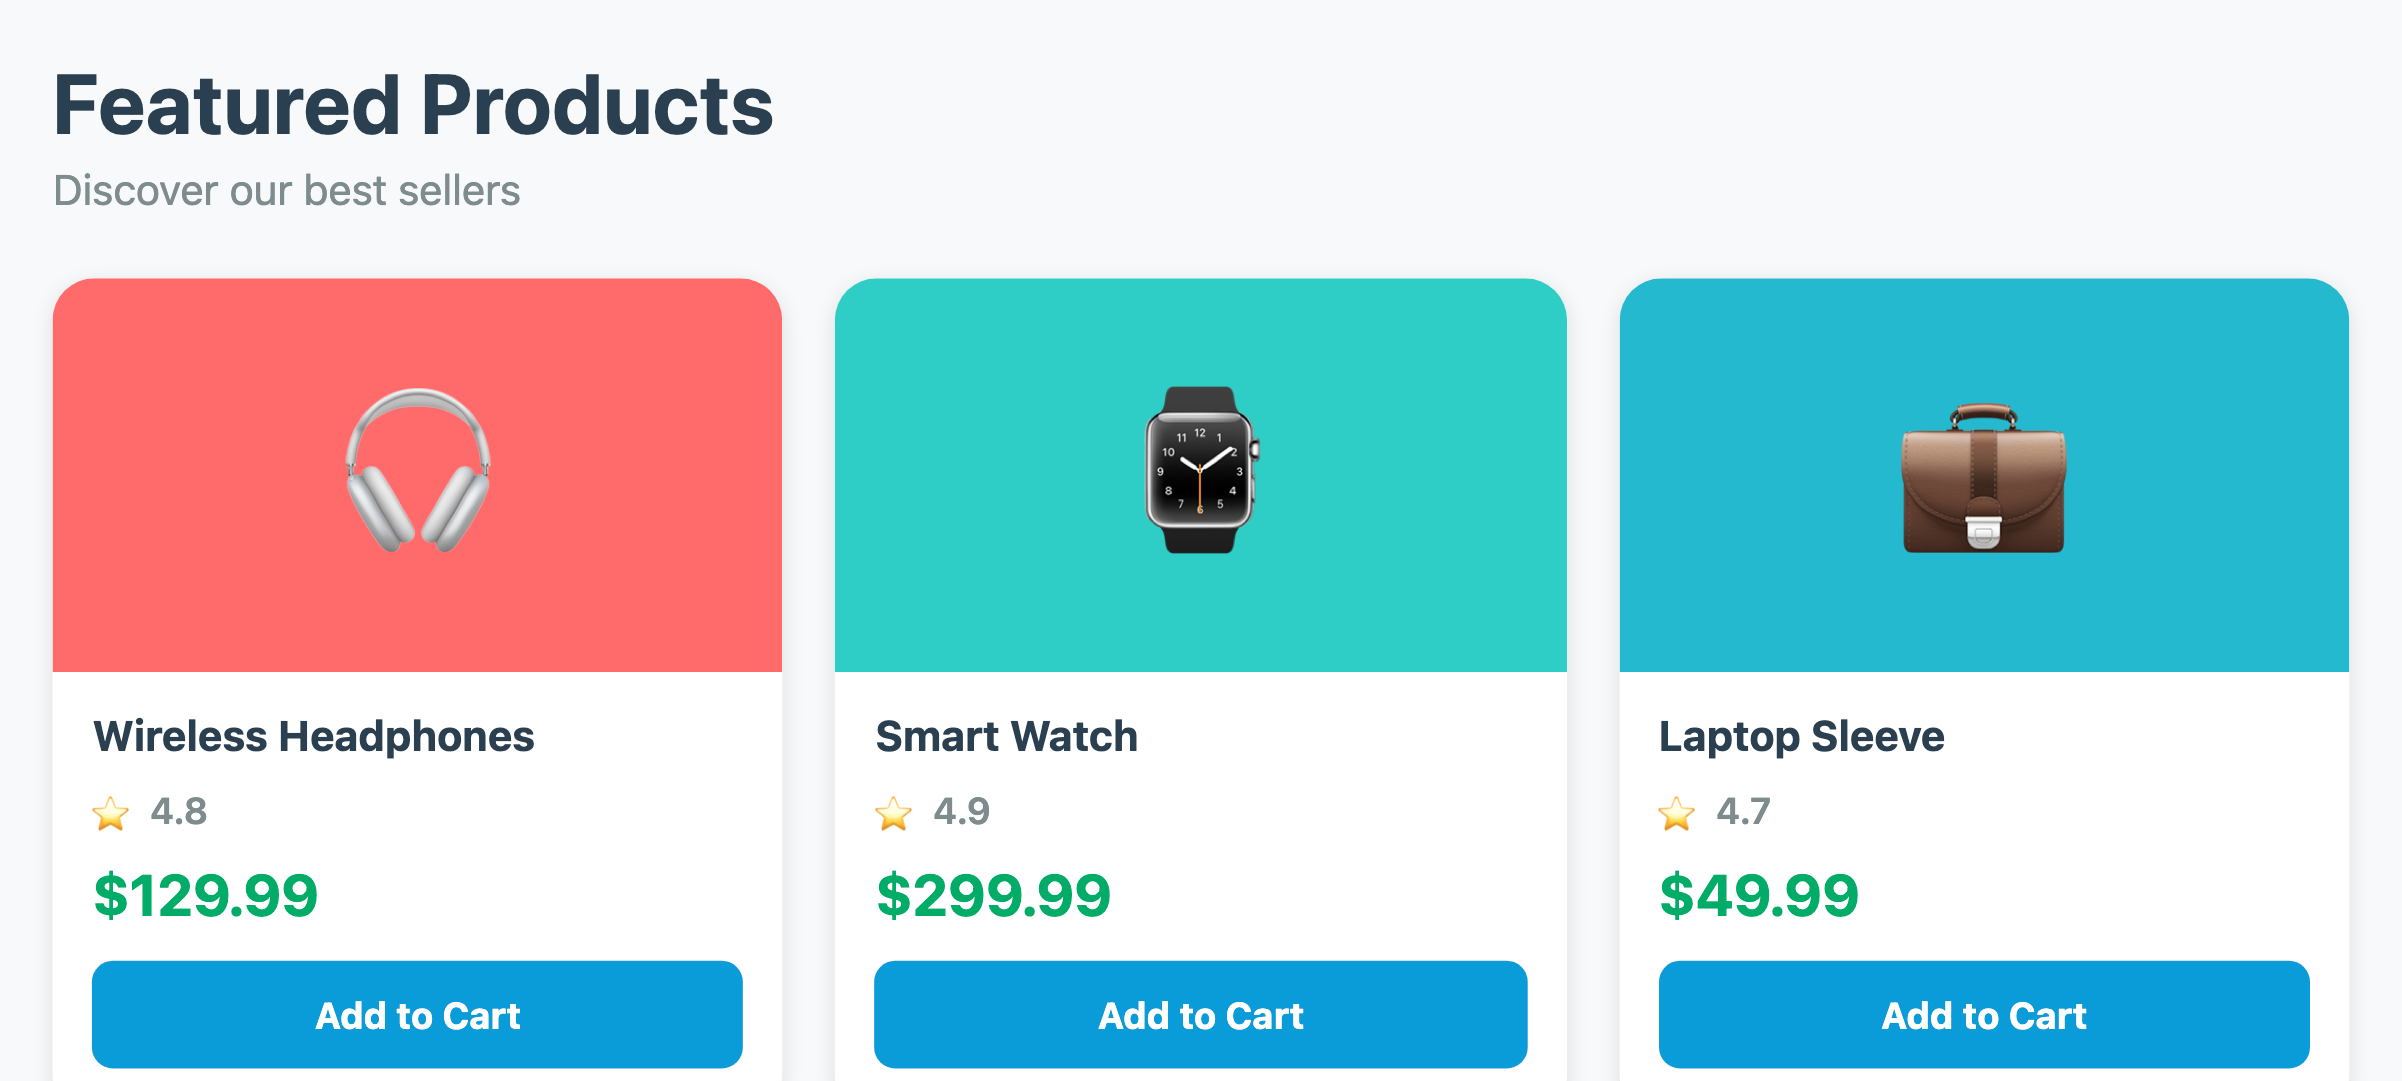 Featured Products
Discover our best sellers
Wireless Headphones
⭐ 4.8
$129.99
Add to Cart
Smart Watch
⭐ 4.9
$299.99
Add to Cart
Laptop Sleeve
⭐ 4.7
$49.99
Add to Cart